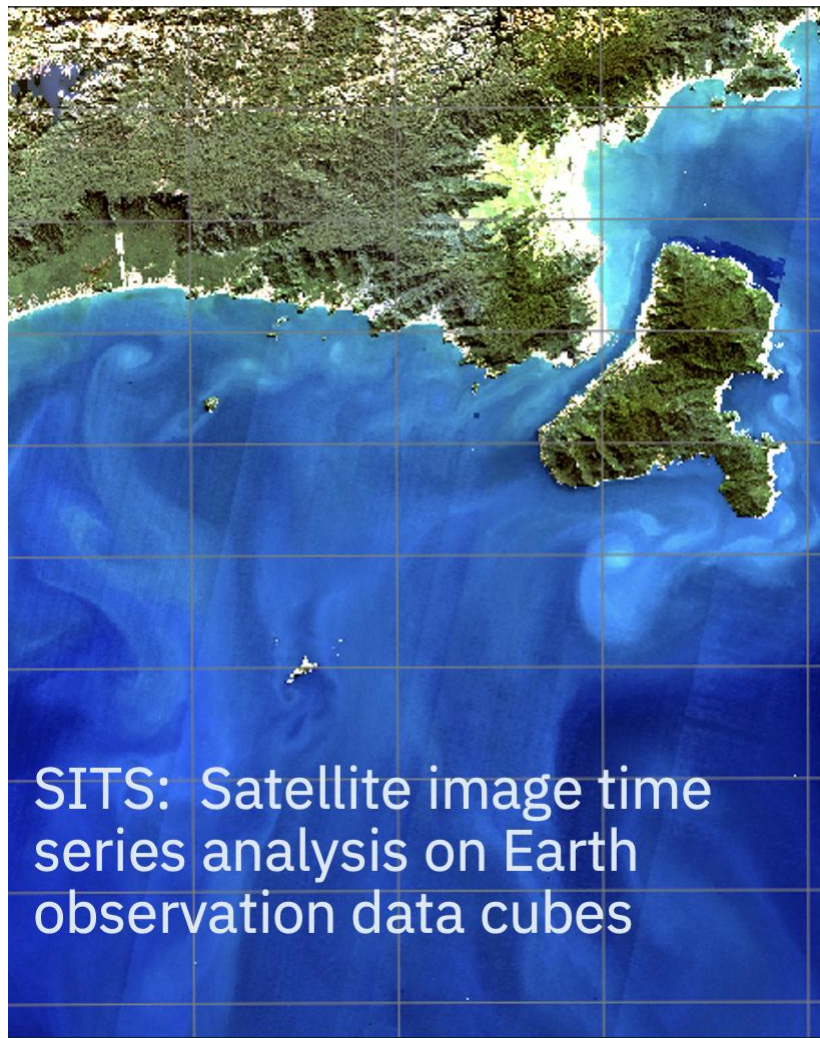 SITS:  Satellite image time
series analysis on Earth
observation data cubes